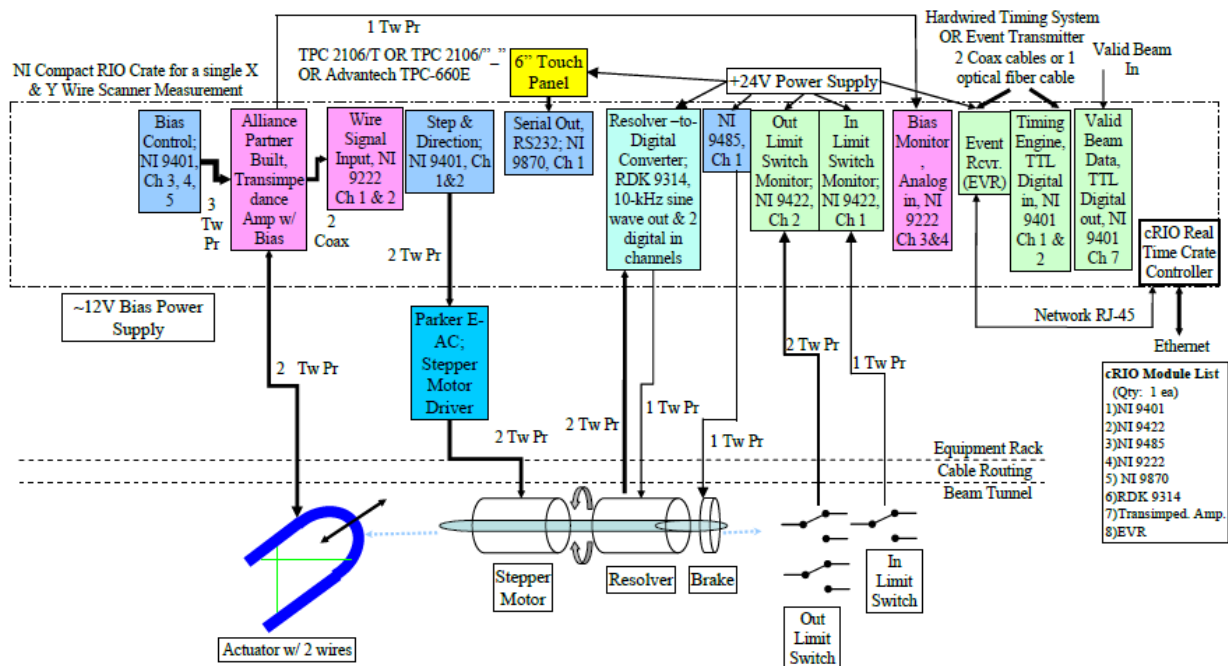 1 Tw Pr
Hardwired Timing System
OR Event Transmitter
2 Coax cables or 1
optical fiber cable
Valid Beam
In
TPC 2106/T OR TPC 2106/”_”
OR Advantech TPC-660E
6” Touch
Panel
+24V Power Supply
NI Compact RIO Crate for a single X
& Y Wire Scanner Measurement
Bias
Control;
NI 9401,
Ch 3, 4,
5
Alliance
Partner
Built,
Transimpe
dance
Amp w/
Bias
Wire
Signal
Input, NI
9222
Ch 1 & 2
Step &
Direction;
NI 9401, Ch
1&2
Serial Out,
RS232; NI
9870, Ch 1
Resolver –to-
Digital
Converter;
RDK 9314,
10-kHz sine
wave out & 2
digital in
channels
NI
9485,
Ch 1
Out
Limit
Switch
Monitor;
NI 9422,
Ch 2
In
Limit
Switch
Monitor;
NI 9422,
Ch 1
Bias
Monitor
,
Analog
in, NI
9222
Ch 3&4
Event
Rcvr.
(EVR)
Timing
Engine,
TTL
Digital
in, NI
9401
Ch 1 &
2
Valid
Beam
Data,
TTL
Digital
out, NI
9401
Ch 7
cRIO Real
Time Crate
Controller
3
Tw
Pr
2
Coax
2 Tw Pr
~12V Bias Power
Supply
Parker E-
AC;
Stepper
Motor
Driver
Network RJ-45
Ethernet
2 Tw Pr
2 Tw Pr
2 Tw Pr
1 Tw Pr
1 Tw Pr
2 Tw Pr
1 Tw Pr
cRIO Module List
(Qty: 1 ea)
1)NI 9401
2)NI 9422
3)NI 9485
4)NI 9222
5) NI 9870
6)RDK 9314
7)Transimped. Amp.
8)EVR
Equipment Rack
Cable Routing
Beam Tunnel
Stepper
Motor
Resolver
Brake
In
Limit
Switch
Out
Limit
Switch
Actuator w/ 2 wires